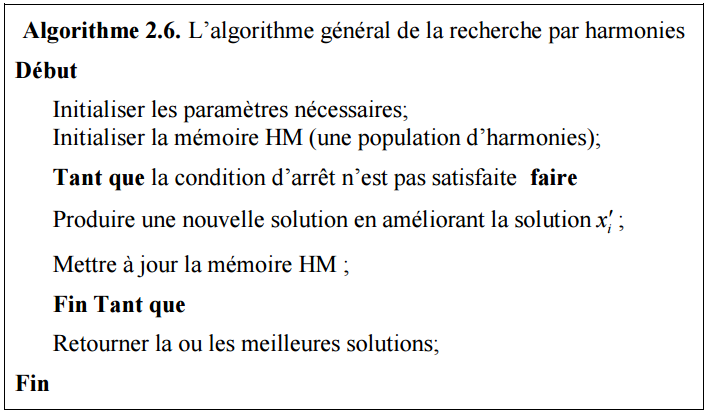 Algorithme 2.6. L’algorithme général de la recherche par harmonies
Début
Initialiser les paramètres nécessaires;
Initialiser la mémoire HM (une population d’harmonies);
Tant que la condition d’arrêt n’est pas satisfaite faire
Produire une nouvelle solution en améliorant la solution x′ᵢ ;
Mettre à jour la mémoire HM ;
Fin Tant que
Retourner la ou les meilleures solutions;
Fin